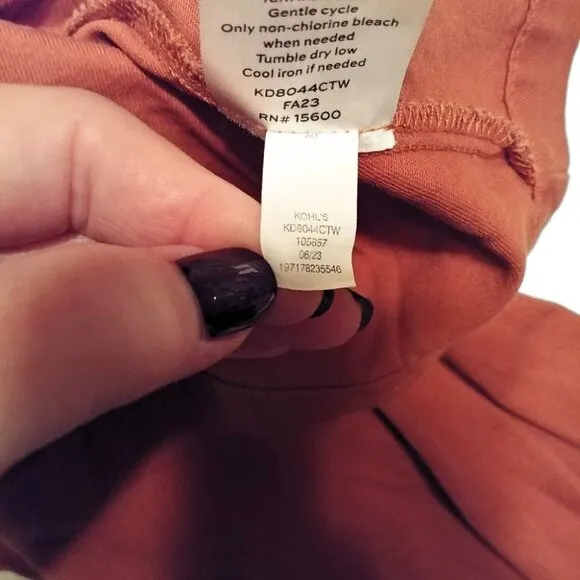 Gentle cycle
Only non-chlorine bleach
when needed
Tumble dry low
Cool iron if needed
KD8044CTW
FA23
RN# 15600
KOHL'S
KD8044CTW
105857
06/23
197178235546